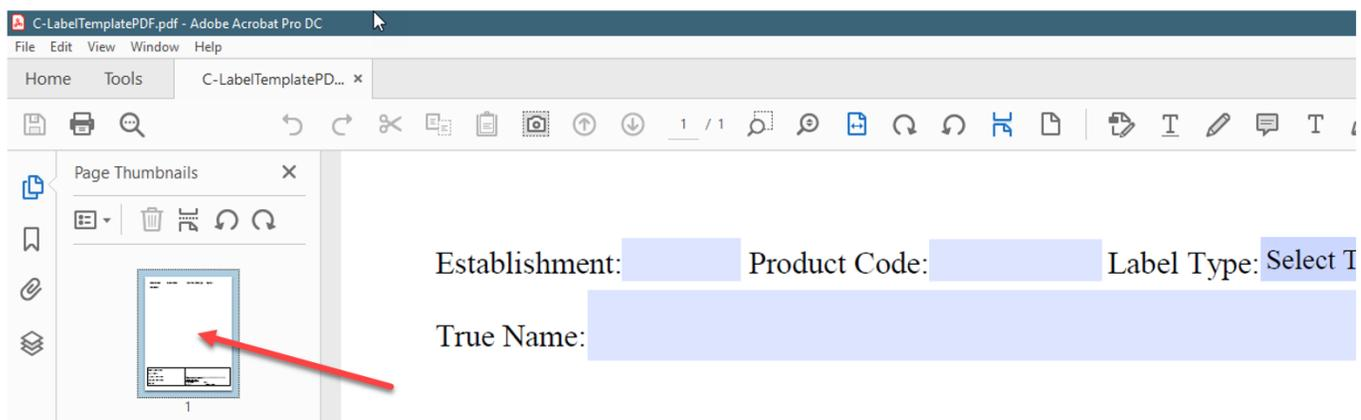 C-LabelTemplatePDF.pdf - Adobe Acrobat Pro DC
File Edit View Window Help
Home Tools C-LabelTemplatePD... ×
1 / 1
Page Thumbnails
Establishment: Product Code: Label Type: Select T
True Name:
1